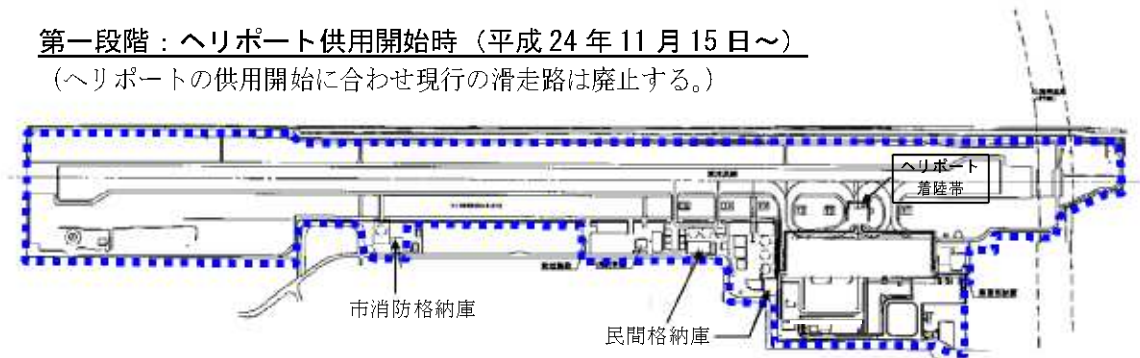 第一段階：ヘリポート供用開始時（平成24年11月15日～）
（ヘリポートの供用開始に合わせ現行の滑走路は廃止する。）
ヘリポート
着陸帯
市消防格納庫
民間格納庫